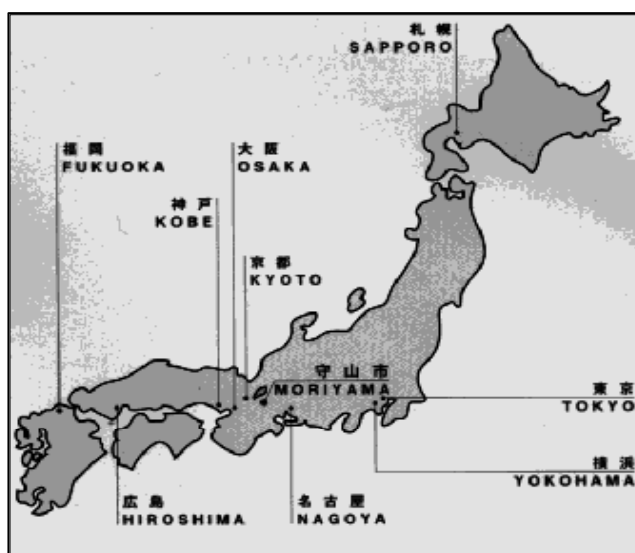 札幌
SAPPORO
福岡
FUKUOKA
大阪
OSAKA
神戸
KOBE
京都
KYOTO
守山市
MORIYAMA
東京
TOKYO
横浜
YOKOHAMA
広島
HIROSHIMA
名古屋
NAGOYA